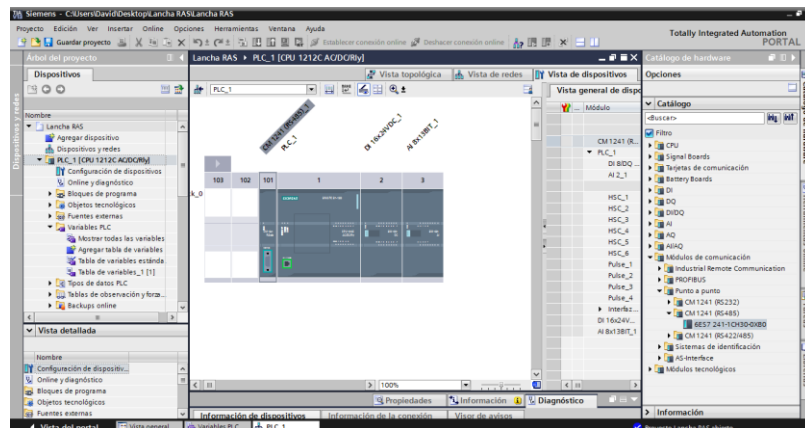 Siemens - C:\Users\David\Desktop\Lancha RAS\Lancha RAS
Proyecto Edición Ver Insertar Online Opciones Herramientas Ventana Ayuda
Totally Integrated Automation
PORTAL
Guardar proyecto
Establecer conexión online
Deshacer conexión online
Árbol del proyecto
Dispositivos
Nombre
Lancha RAS
Agregar dispositivo
Dispositivos y redes
PLC_1 [CPU 1212C AC/DC/Rly]
Configuración de dispositivos
Online y diagnóstico
Bloques de programa
Objetos tecnológicos
Fuentes externas
Variables PLC
Mostrar todas las variables
Agregar tabla de variables
Tabla de variables estánda
Tabla de variables_1 [1]
Tipos de datos PLC
Tablas de observación y forza...
Backups online
Vista detallada
Nombre
Configuración de dispositiv...
Online y diagnóstico
Bloques de programa
Objetos tecnológicos
Fuentes externas
Dispositivos y redes
Lancha RAS
PLC_1 [CPU 1212C AC/DC/Rly]
Vista topológica
Vista de redes
Vista de dispositivos
PLC_1
CM 1241 (RS485)_1
PLC_1
DI 16x24VDC_1
AI 8x13BIT_1
103 102 101 1 2 3
SIEMENS
100%
Vista general de dispo
Módulo
CM 1241 (R...
PLC_1
DI 8/DQ
AI 2_1
HSC_1
HSC_2
HSC_3
HSC_4
HSC_5
HSC_6
Pulse_1
Pulse_2
Pulse_3
Pulse_4
Interfaz...
DI 16x24V...
AI 8x13BIT_1
Propiedades
Información
Diagnóstico
Información de dispositivos
Información de la conexión
Visor de avisos
Catálogo de hardware
Opciones
Catálogo
<Buscar>
Filtro
CPU
Signal Boards
Tarjetas de comunicación
Battery Boards
DI
DQ
DI/DQ
AI
AQ
AI/AQ
Módulos de comunicación
Industrial Remote Communication
PROFIBUS
Punto a punto
CM 1241 (RS232)
CM 1241 (RS485)
6ES7 241-1CH30-0XB0
CM 1241 (RS422/485)
Sistemas de identificación
AS-Interface
Módulos tecnológicos
Información
Vista del portal
Vista general
Variables PLC
PLC_1
Proyecto Lancha RAS abierto